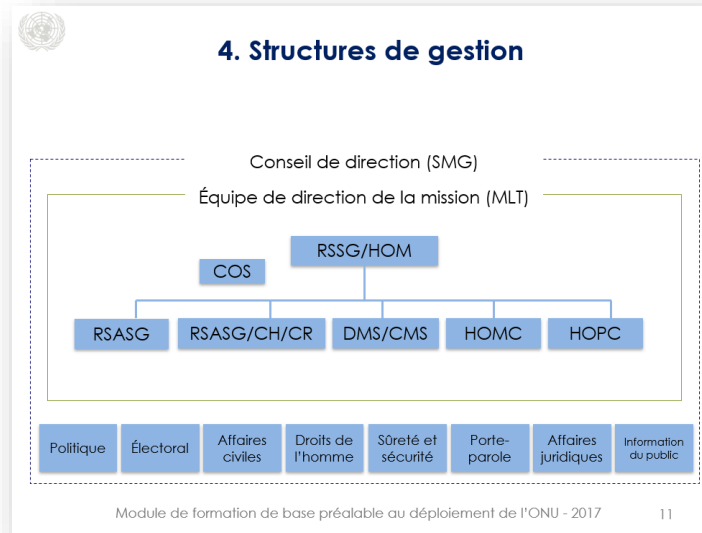 4. Structures de gestion
Conseil de direction (SMG)
Équipe de direction de la mission (MLT)
RSSG/HOM
COS
RSASG
RSASG/CH/CR
DMS/CMS
HOMC
HOPC
Politique
Électoral
Affaires
civiles
Droits de
l'homme
Sûreté et
sécurité
Porte-
parole
Affaires
juridiques
Information
du public
Module de formation de base préalable au déploiement de l'ONU - 2017
11